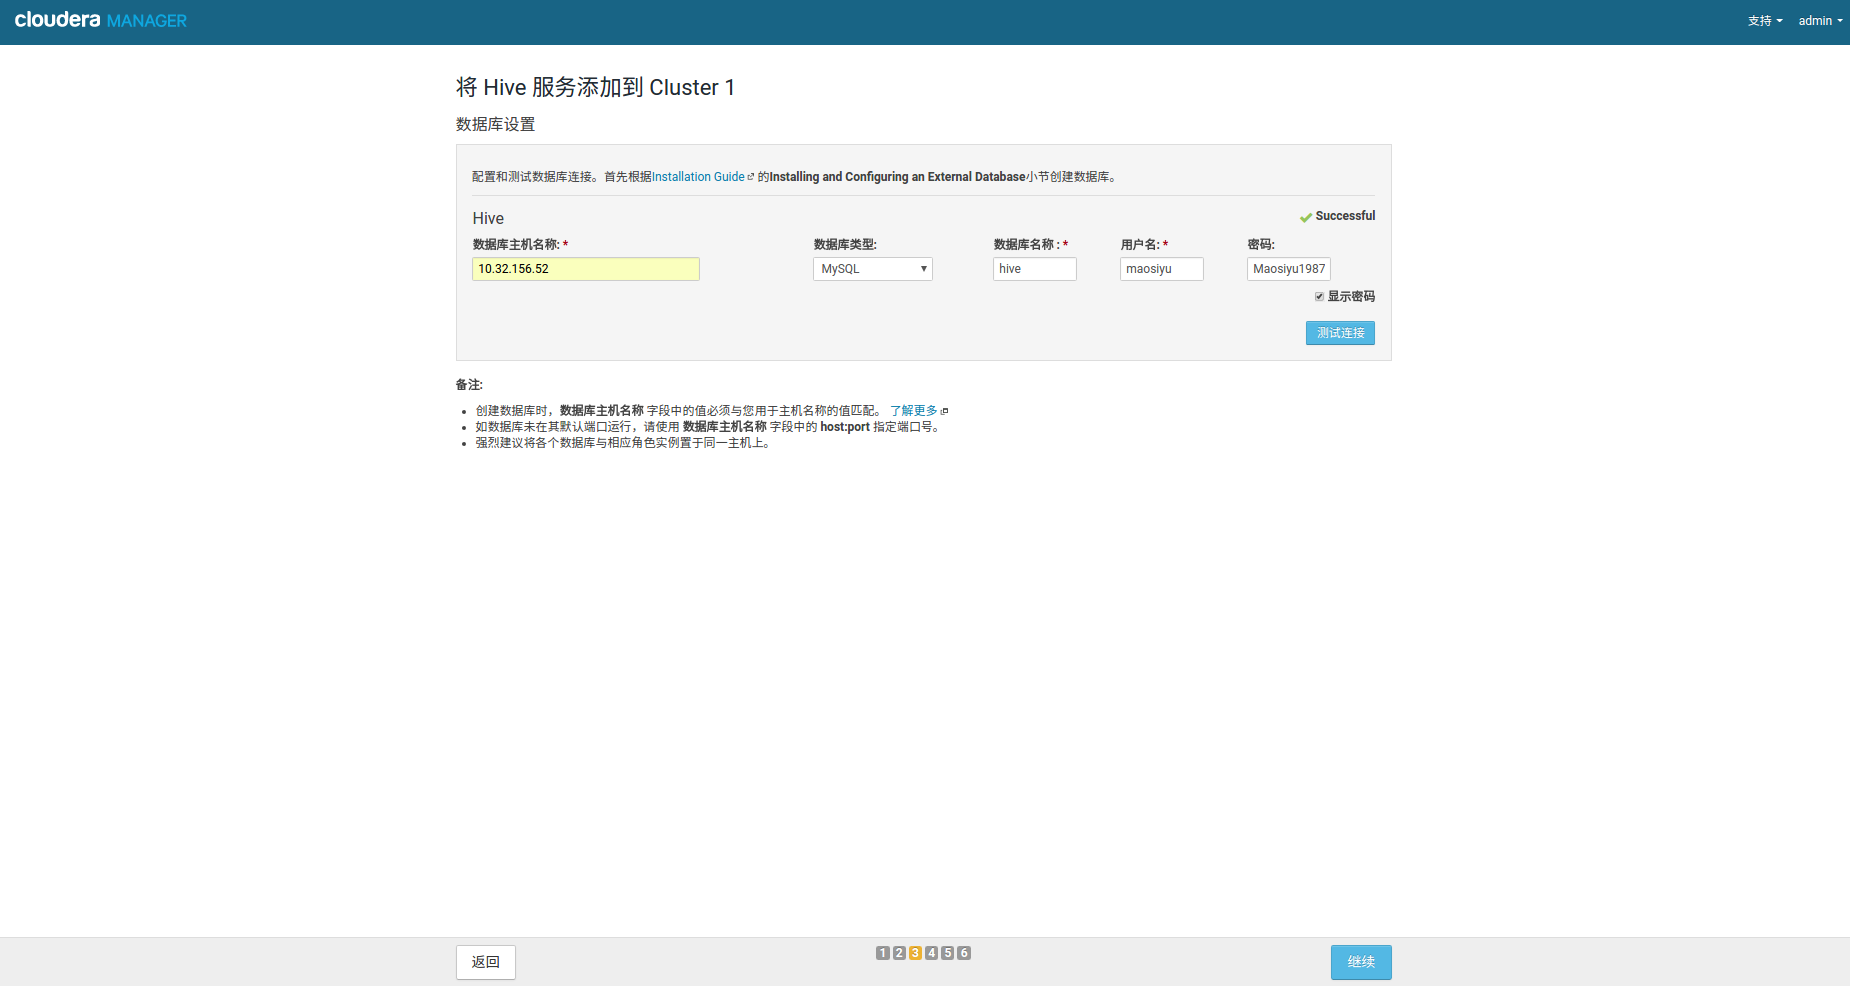 cloudera MANAGER
支持
admin
将 Hive 服务添加到 Cluster 1
数据库设置
配置和测试数据库连接。首先根据Installation Guide 的Installing and Configuring an External Database小节创建数据库。
Hive
Successful
数据库主机名称: *
数据库类型:
数据库名称 : *
用户名: *
密码:
10.32.156.52
MySQL
hive
maosiyu
Maosiyu1987
显示密码
测试连接
备注:
创建数据库时，数据库主机名称 字段中的值必须与您用于主机名称的值匹配。 了解更多
如数据库未在其默认端口运行，请使用 数据库主机名称 字段中的 host:port 指定端口号。
强烈建议将各个数据库与相应角色实例置于同一主机上。
返回
1 2 3 4 5 6
继续